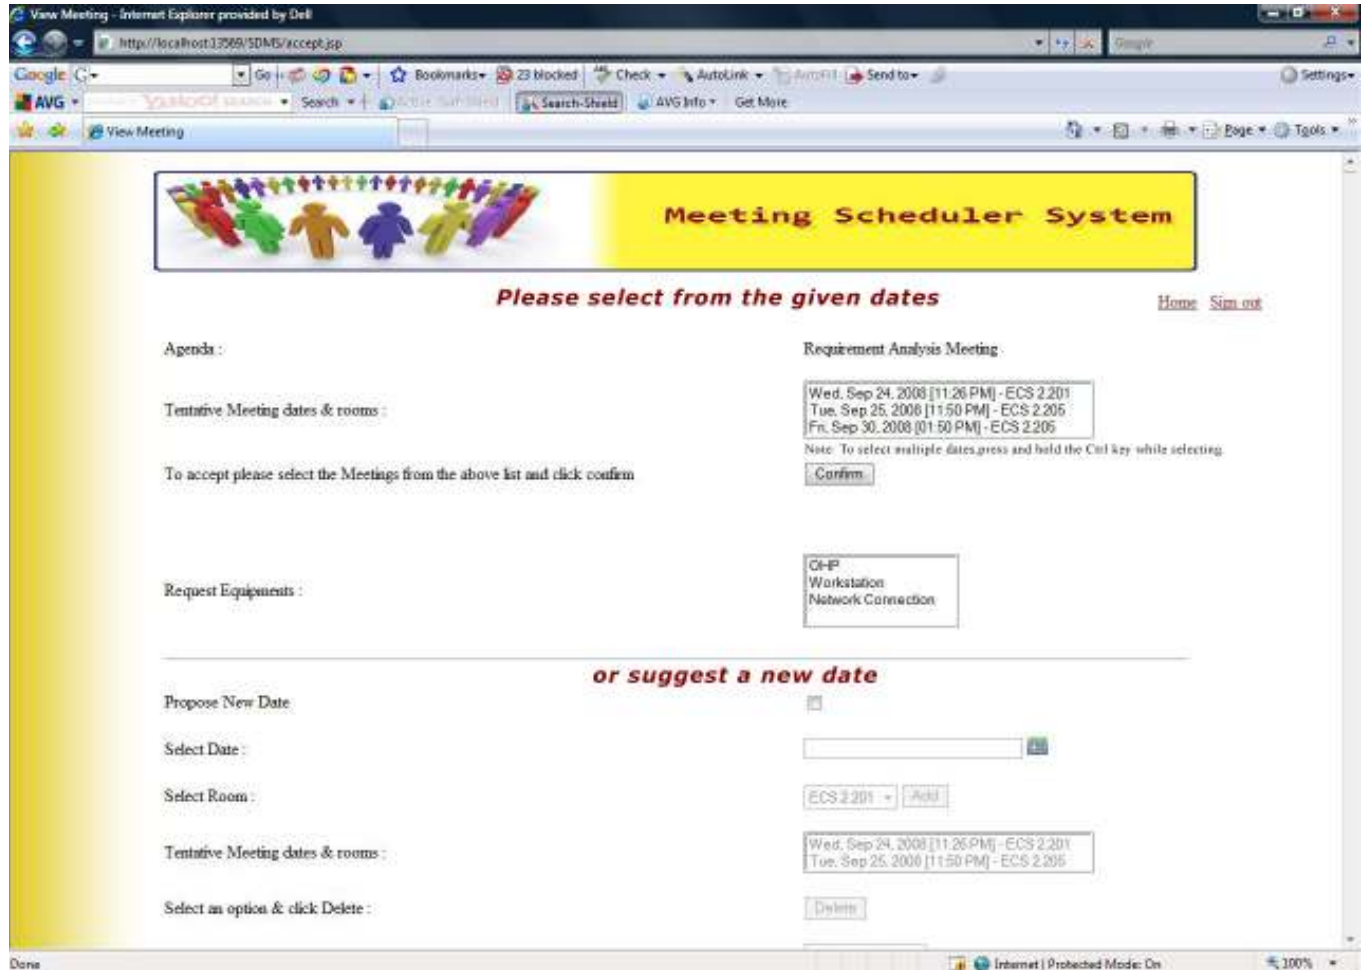 View Meeting - Internet Explorer provided by Dell
http://localhost:13569/SDMS/accept.jsp
Google
Google G Go Bookmarks 23 blocked Check AutoLink AutoFill Send to Settings
AVG YAHOO! SEARCH Search Search-Shield AVG Info Get More
View Meeting Page Tools
Meeting Scheduler System
Please select from the given dates
Home Sign out
Agenda : Requirement Analysis Meeting
Wed, Sep 24, 2008 [11:26 PM] - ECS 2.201
Tentative Meeting dates & rooms : Tue, Sep 25, 2008 [11:50 PM] - ECS 2.205
Fri, Sep 30, 2008 [01:50 PM] - ECS 2.205
Note: To select multiple dates,press and hold the Ctrl key while selecting.
To accept please select the Meetings from the above list and click confirm Confirm
OHP
Request Equipments : Workstation
Network Connection
or suggest a new date
Propose New Date
Select Date :
Select Room : ECS 2.201 Add
Wed, Sep 24, 2008 [11:26 PM] - ECS 2.201
Tentative Meeting dates & rooms : Tue, Sep 25, 2008 [11:50 PM] - ECS 2.205
Select an option & click Delete : Delete
Done Internet | Protected Mode: On 100%